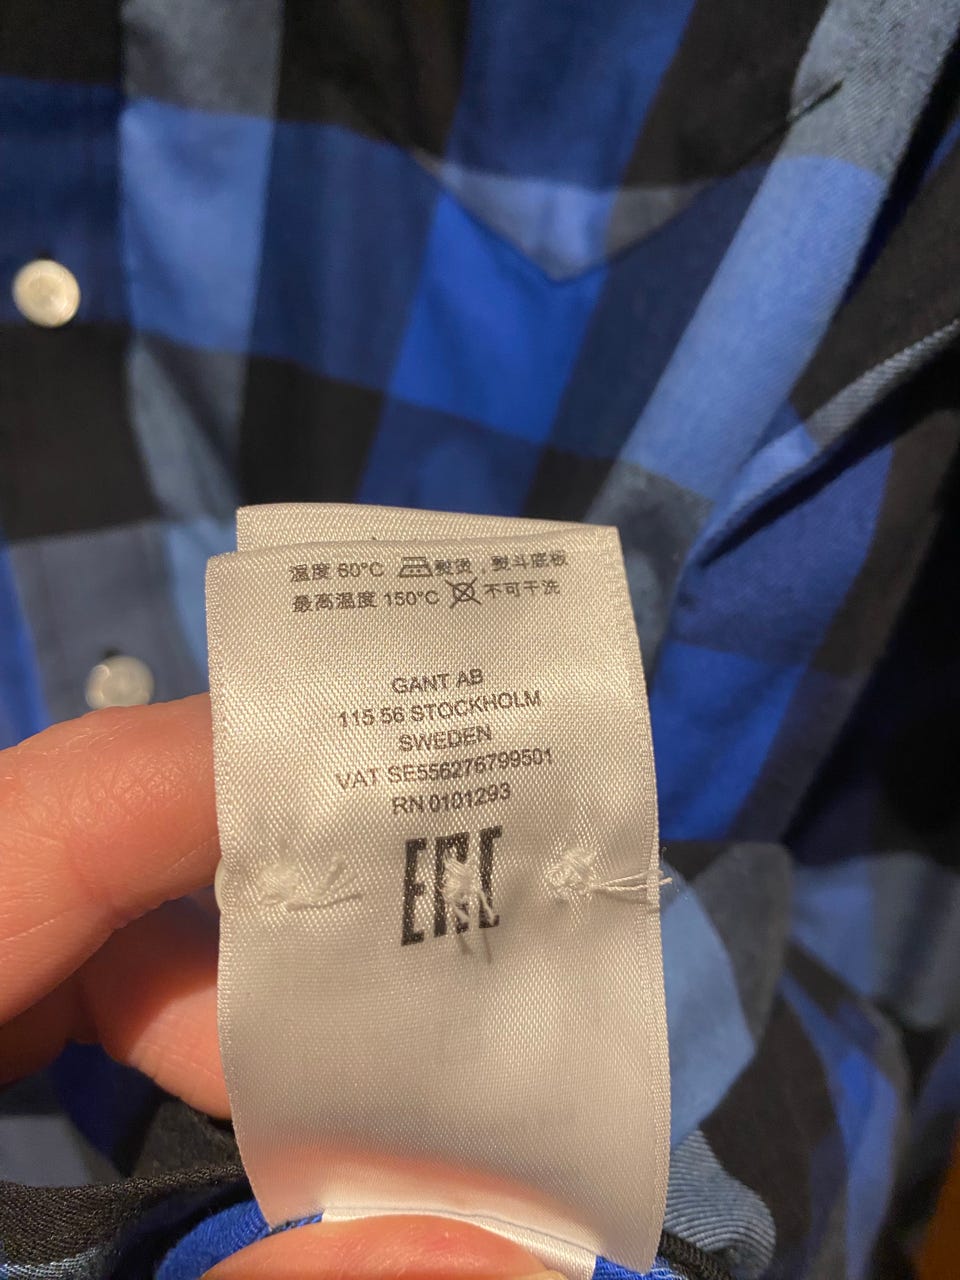 温度 60°C 熨烫，熨斗底板
最高温度 150°C 不可干洗
GANT AB
115 56 STOCKHOLM
SWEDEN
VAT SE556276799501
RN 0101293
EAC